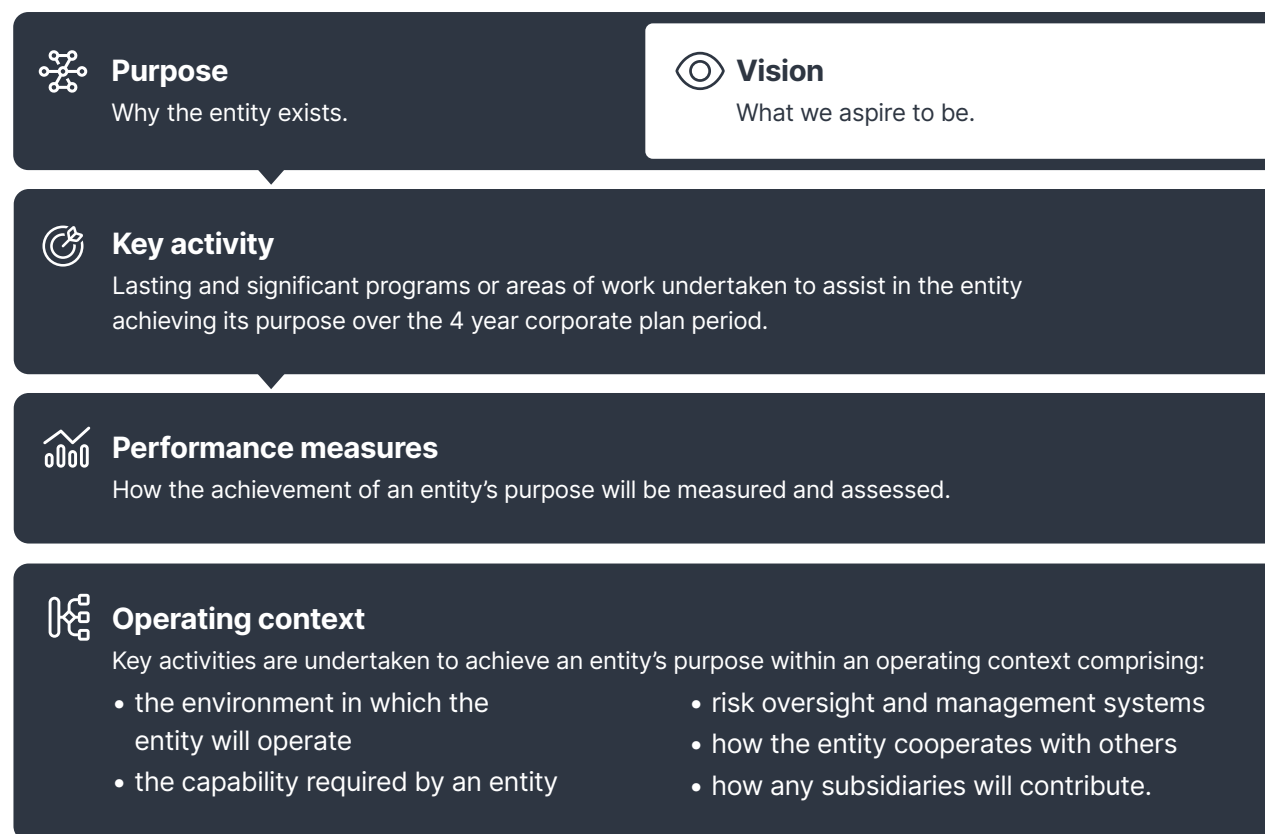 Purpose
Why the entity exists.
Vision
What we aspire to be.
Key activity
Lasting and significant programs or areas of work undertaken to assist in the entity
achieving its purpose over the 4 year corporate plan period.
Performance measures
How the achievement of an entity’s purpose will be measured and assessed.
Operating context
Key activities are undertaken to achieve an entity’s purpose within an operating context comprising:
• the environment in which the
entity will operate
• the capability required by an entity
• risk oversight and management systems
• how the entity cooperates with others
• how any subsidiaries will contribute.